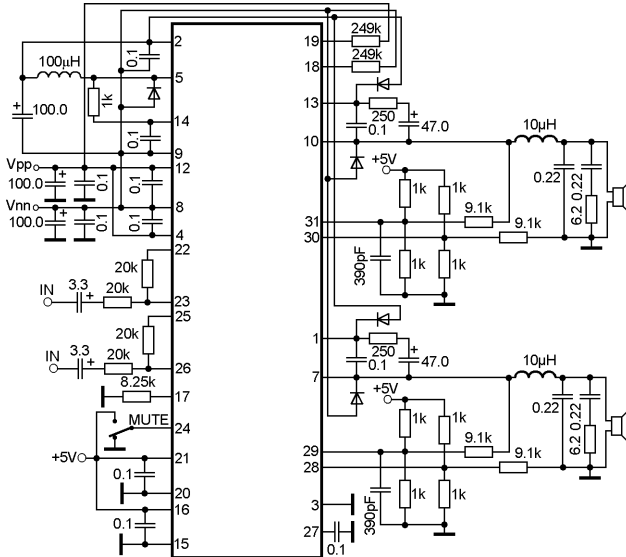 2
0.1
100µH
5
1k
100.0
+
14
0.1
9
Vpp
12
100.0
+
0.1
0.1
Vnn
8
100.0
+
0.1
0.1
4
22
20k
IN
3.3
+
20k
23
25
20k
IN
3.3
+
20k
26
8.25k
17
MUTE
24
+5V
21
0.1
20
16
0.1
15
19
249k
18
249k
13
250
0.1
+
47.0
10
10µH
+5V
0.22
6.2 0.22
1k
1k
31
9.1k
30
9.1k
390pF
1k
1k
1
250
0.1
+
47.0
7
10µH
+5V
0.22
6.2 0.22
1k
1k
29
9.1k
28
9.1k
390pF
1k
1k
3
27
0.1